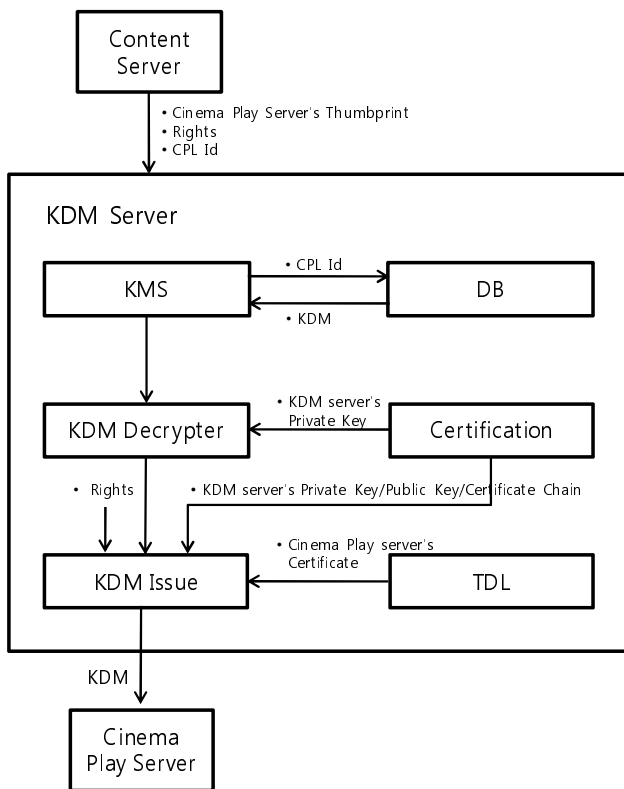 Content
Server
• Cinema Play Server's Thumbprint
• Rights
• CPL Id
KDM Server
KMS
• CPL Id
DB
• KDM
KDM Decrypter
• KDM server's
Private Key
Certification
• Rights
• KDM server's Private Key/Public Key/Certificate Chain
KDM Issue
• Cinema Play server's
Certificate
TDL
KDM
Cinema
Play Server